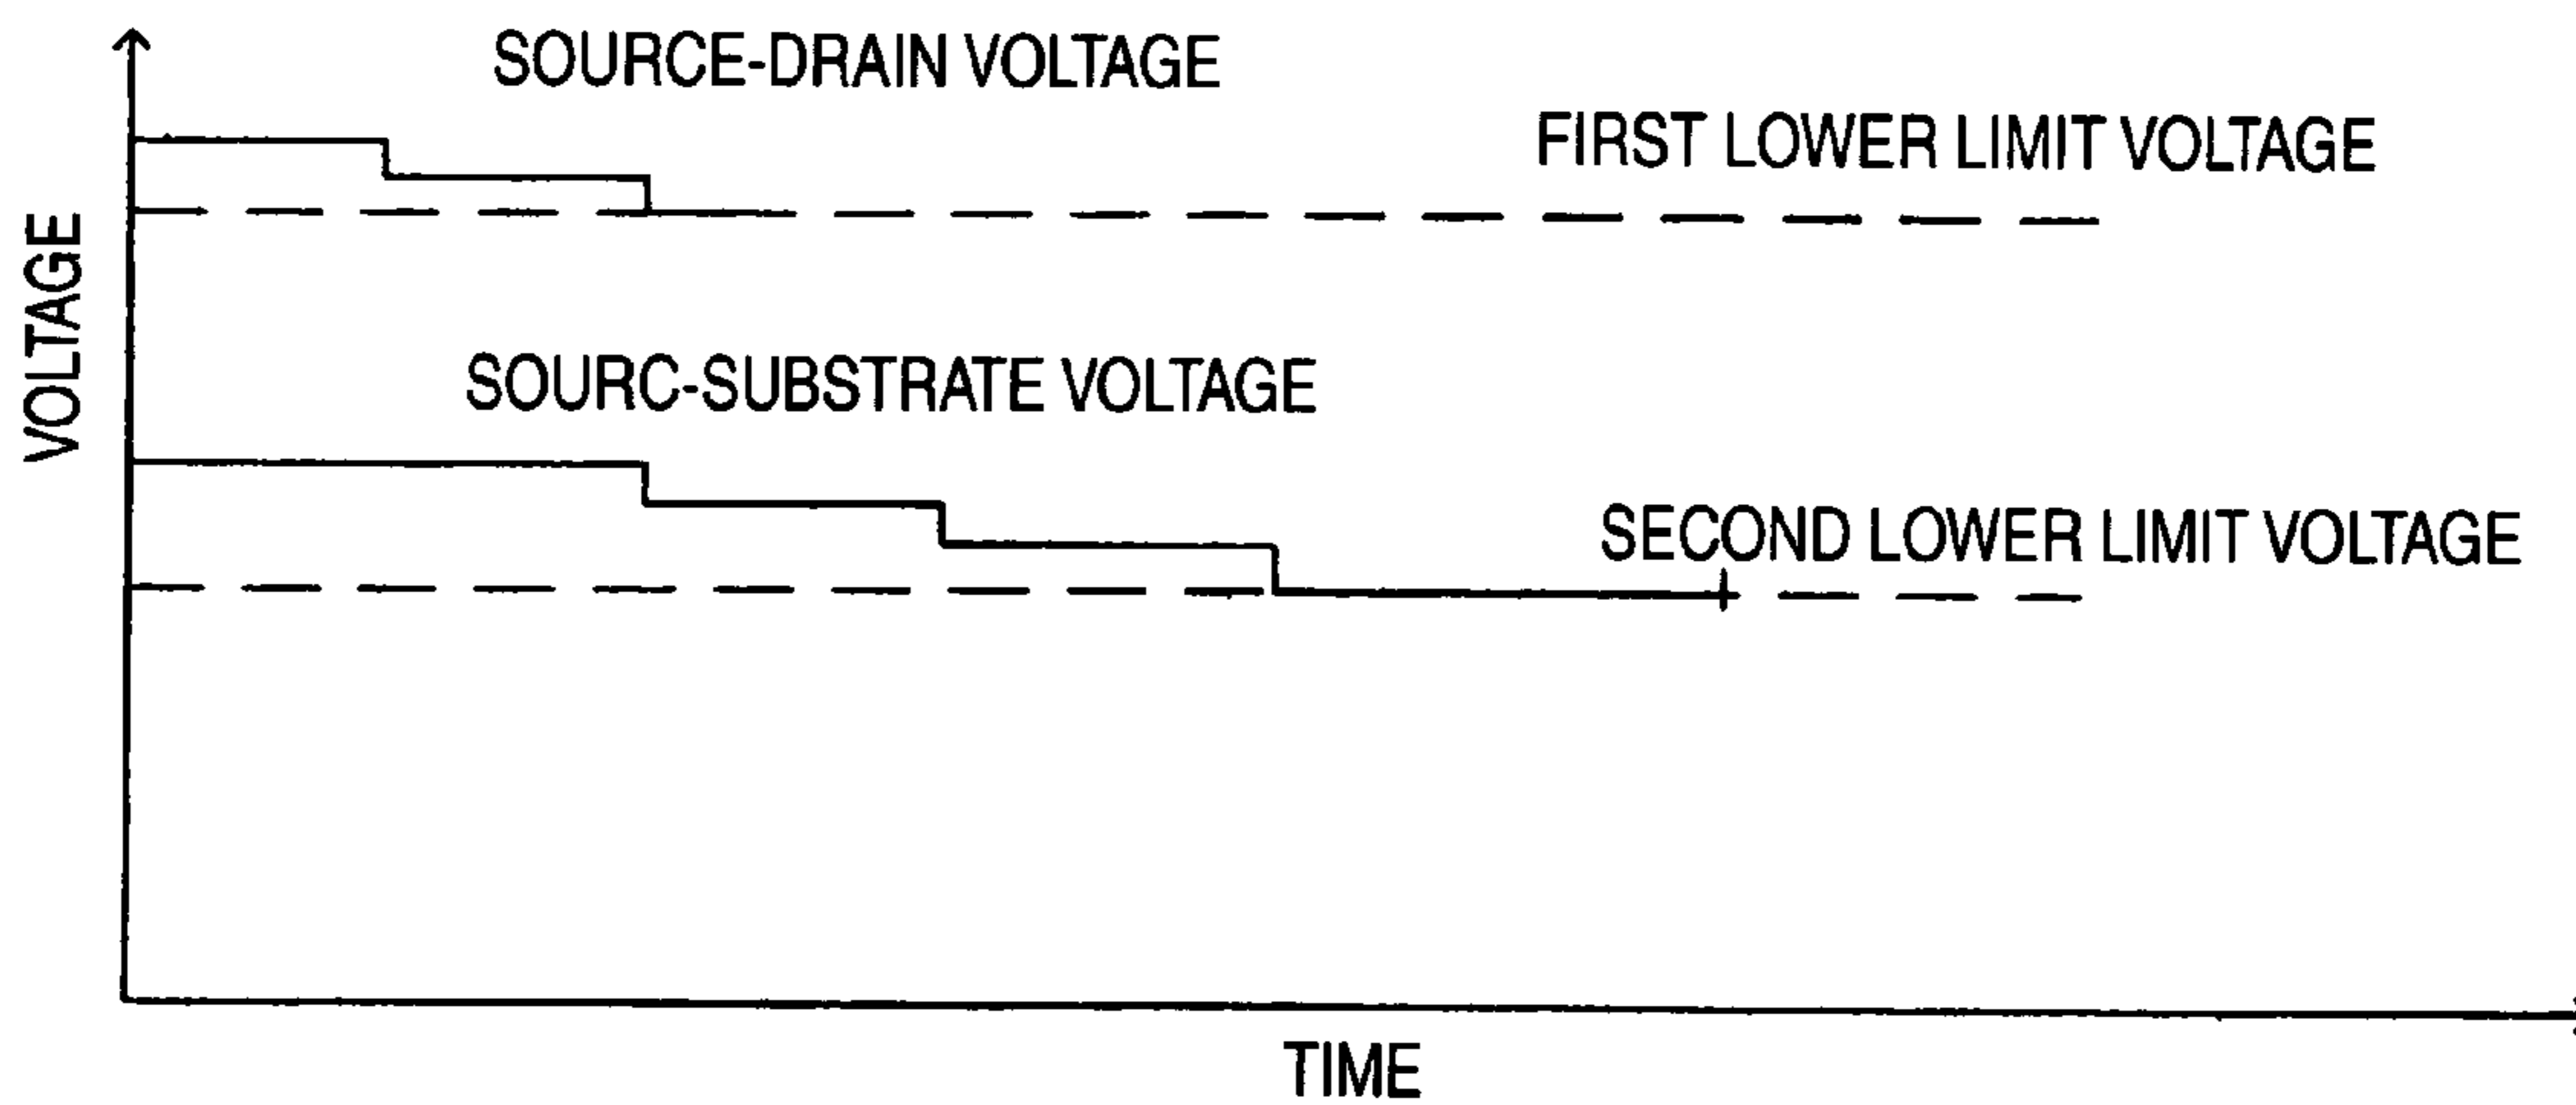 SOURCE-DRAIN VOLTAGE
FIRST LOWER LIMIT VOLTAGE
VOLTAGE
SOURC-SUBSTRATE VOLTAGE
SECOND LOWER LIMIT VOLTAGE
TIME